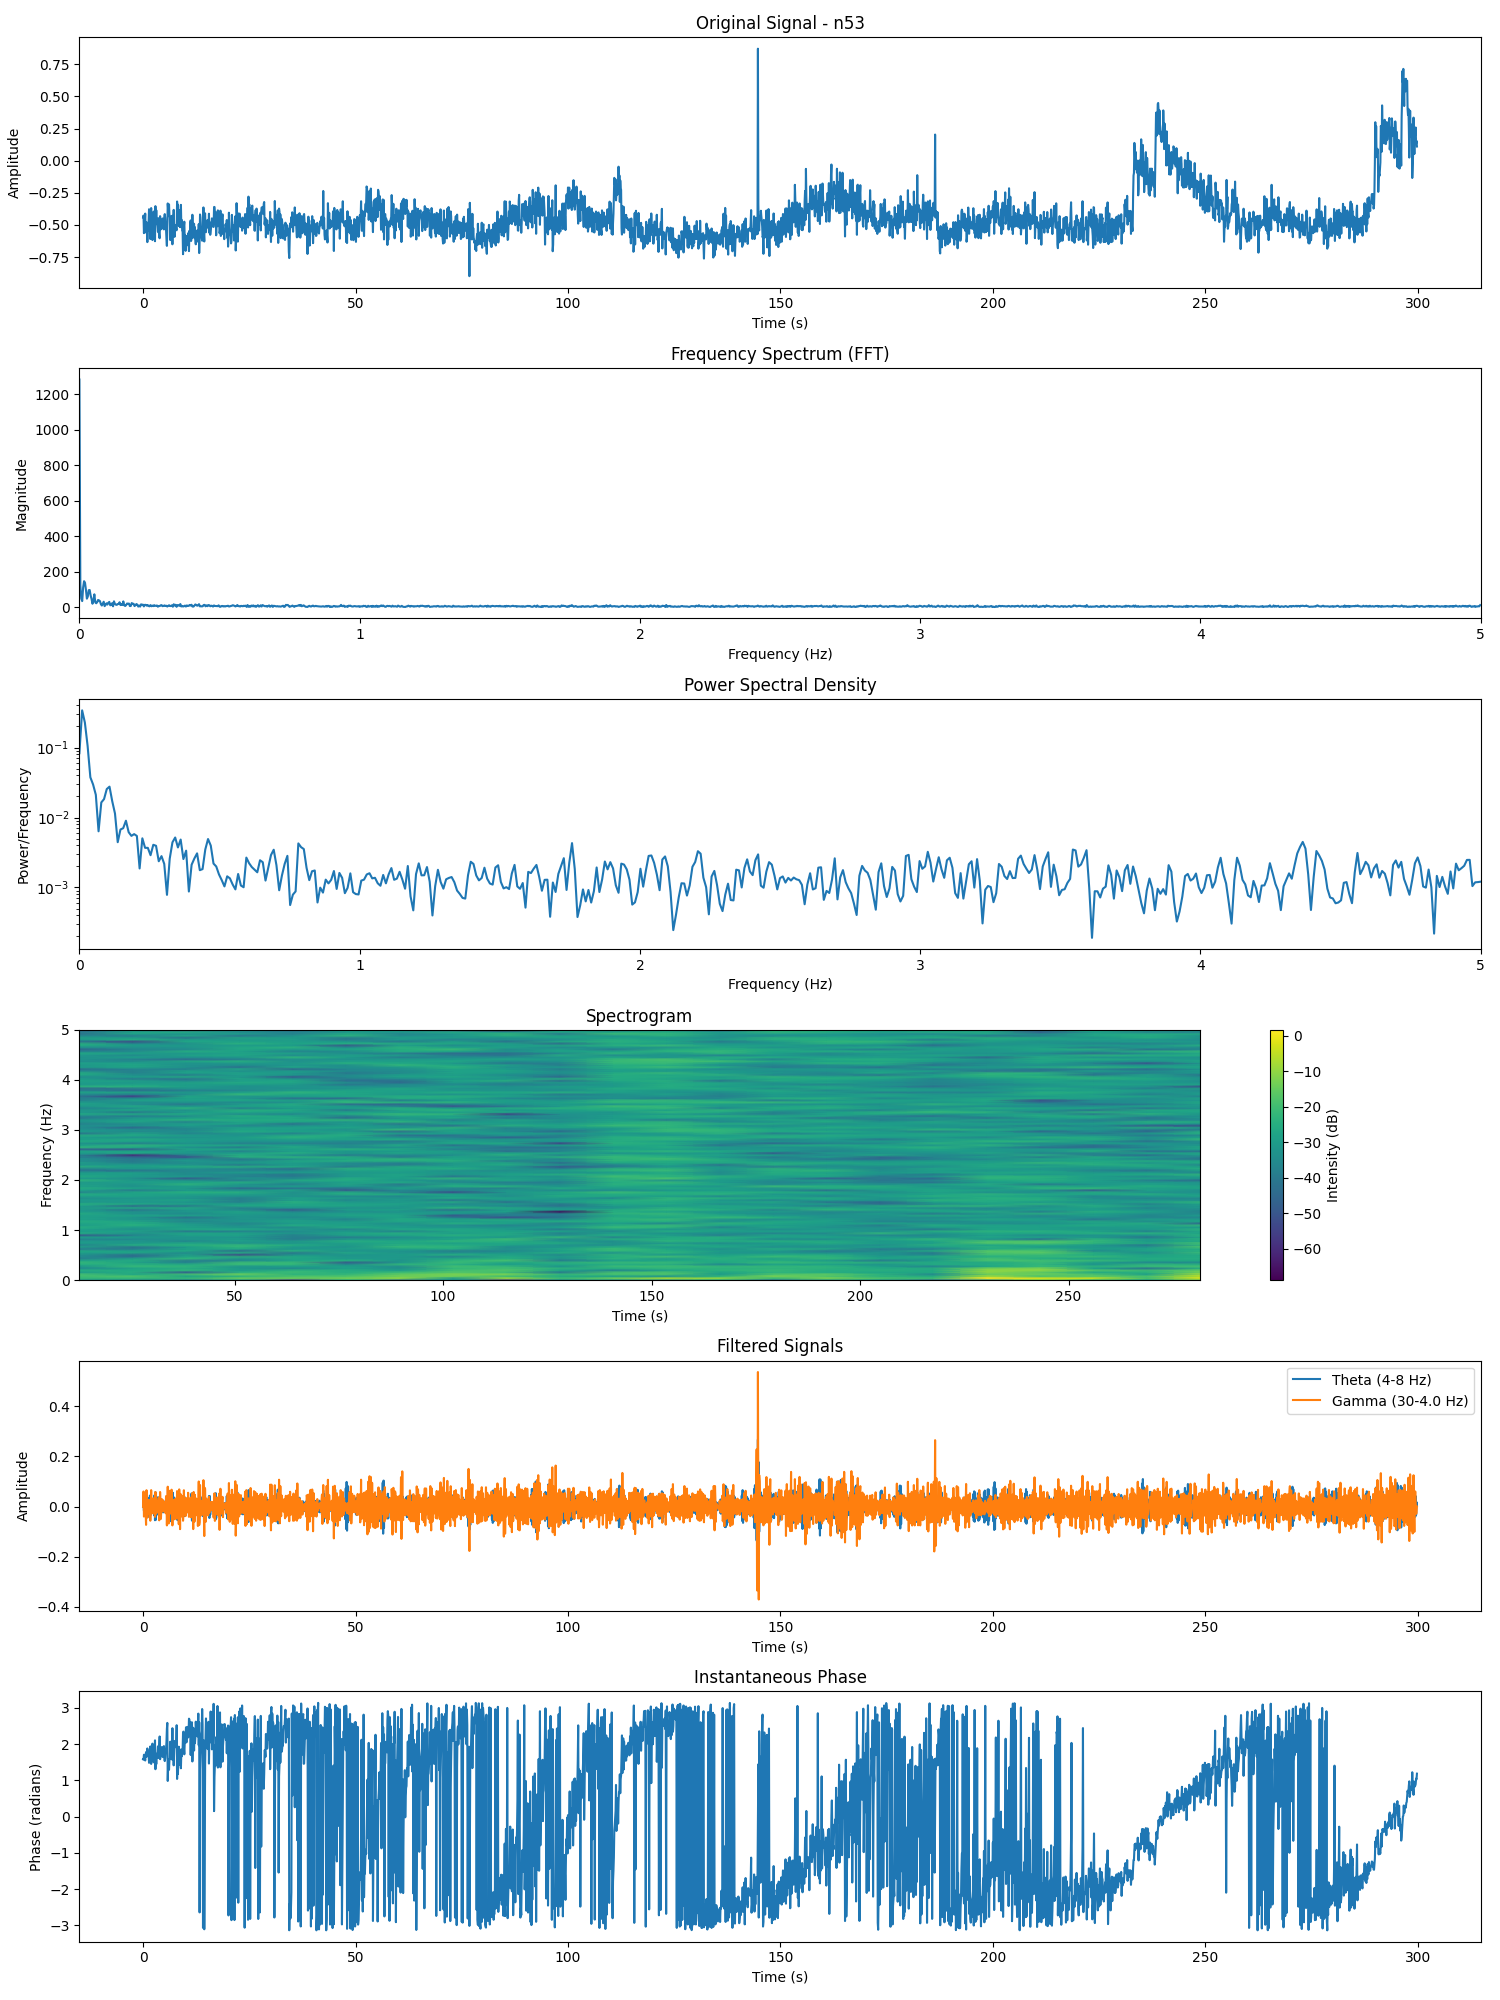 Original Signal - n53
Amplitude
0.75
0.50
0.25
0.00
−0.25
−0.50
−0.75
0 50 100 150 200 250 300
Time (s)
Frequency Spectrum (FFT)
Magnitude
1200
1000
800
600
400
200
0
0 1 2 3 4 5
Frequency (Hz)
Power Spectral Density
Power/Frequency
10⁻¹
10⁻²
10⁻³
0 1 2 3 4 5
Frequency (Hz)
Spectrogram
Frequency (Hz)
5
4
3
2
1
0
50 100 150 200 250
Time (s)
0
−10
−20
−30
−40
−50
−60
Intensity (dB)
Filtered Signals
Theta (4-8 Hz)
Gamma (30-4.0 Hz)
Amplitude
0.4
0.2
0.0
−0.2
−0.4
0 50 100 150 200 250 300
Time (s)
Instantaneous Phase
Phase (radians)
3
2
1
0
−1
−2
−3
0 50 100 150 200 250 300
Time (s)